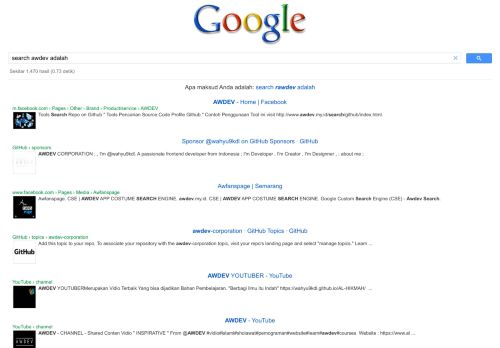 Google
search awdev adalah
Sekitar 1.470 hasil (0.73 detik)
Apa maksud Anda adalah: search rawdev adalah
AWDEV - Home | Facebook
m.facebook.com › Pages › Other › Brand › Productservice › AWDEV
Tools Search Repo on Github " Tools Pencarian Source Code Profile Github " Contoh Penggunaan Tool ini visit http://www.awdev.my.id/search/github/index.html.
Sponsor @wahyu9kdl on GitHub Sponsors · GitHub
GitHub › sponsors
AWDEV CORPORATION ; , I'm @wahyu9kdl. A passionate frontend developer from Indonesia ; I'm Developer , I'm Creator , I'm Designer , ; about me :
Awfanspage | Semarang
www.facebook.com › Pages › Media › Awfanspage
Awfanspage. CSE | AWDEV APP COSTUME SEARCH ENGINE. awdev.my.id. CSE | AWDEV APP COSTUME SEARCH ENGINE. Google Custom Search Engine (CSE) - Awdev Search.
awdev-corporation · GitHub Topics · GitHub
GitHub › topics › awdev-corporation
GitHub
Add this topic to your repo. To associate your repository with the awdev-corporation topic, visit your repo's landing page and select "manage topics." Learn ...
AWDEV YOUTUBER - YouTube
YouTube › channel
AWDEV YOUTUBERMerupakan Vidio Terbaik Yang bisa dijadikan Bahan Pembelajaran. "Berbagi Ilmu itu Indah" https://wahyu9kdl.github.io/AL-HIKMAH/ ...
AWDEV - YouTube
YouTube › channel
AWDEV - CHANNEL - Shared Conten Vidio " INSPIRATIVE " From @AWDEV #vidio#islami#sholawat#pemograman#website#learn#awdev#courses Website : https://www.al ...